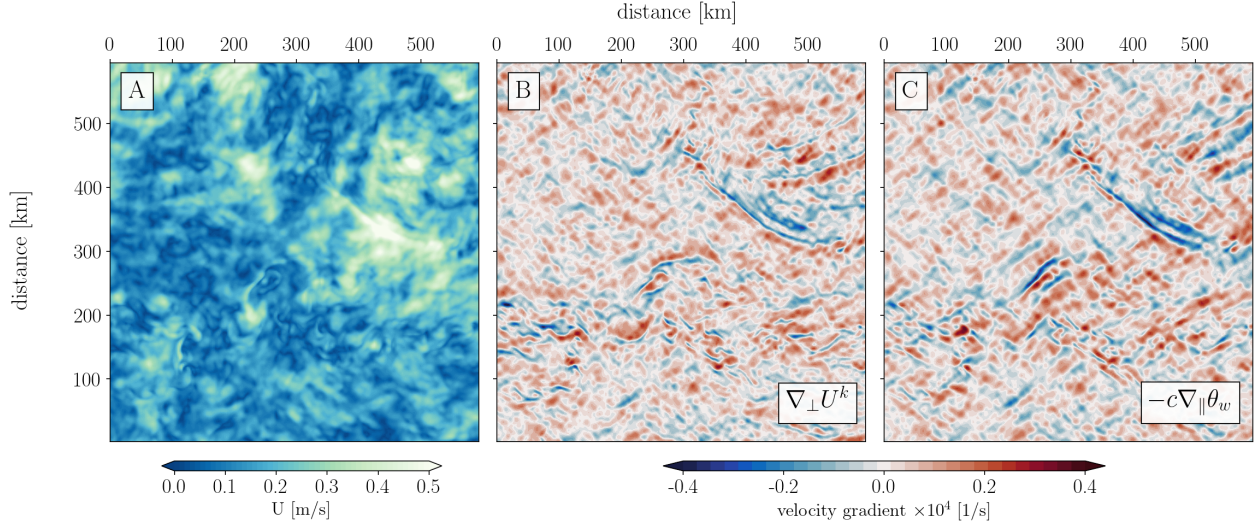 distance [km]
0 100 200 300 400 500
0 100 200 300 400 500
0 100 200 300 400 500
A
B
C
distance [km]
500
400
300
200
100
∇⊥U^k
−c∇∥θ_w
0.0 0.1 0.2 0.3 0.4 0.5
U [m/s]
-0.4 -0.2 0.0 0.2 0.4
velocity gradient ×10^4 [1/s]